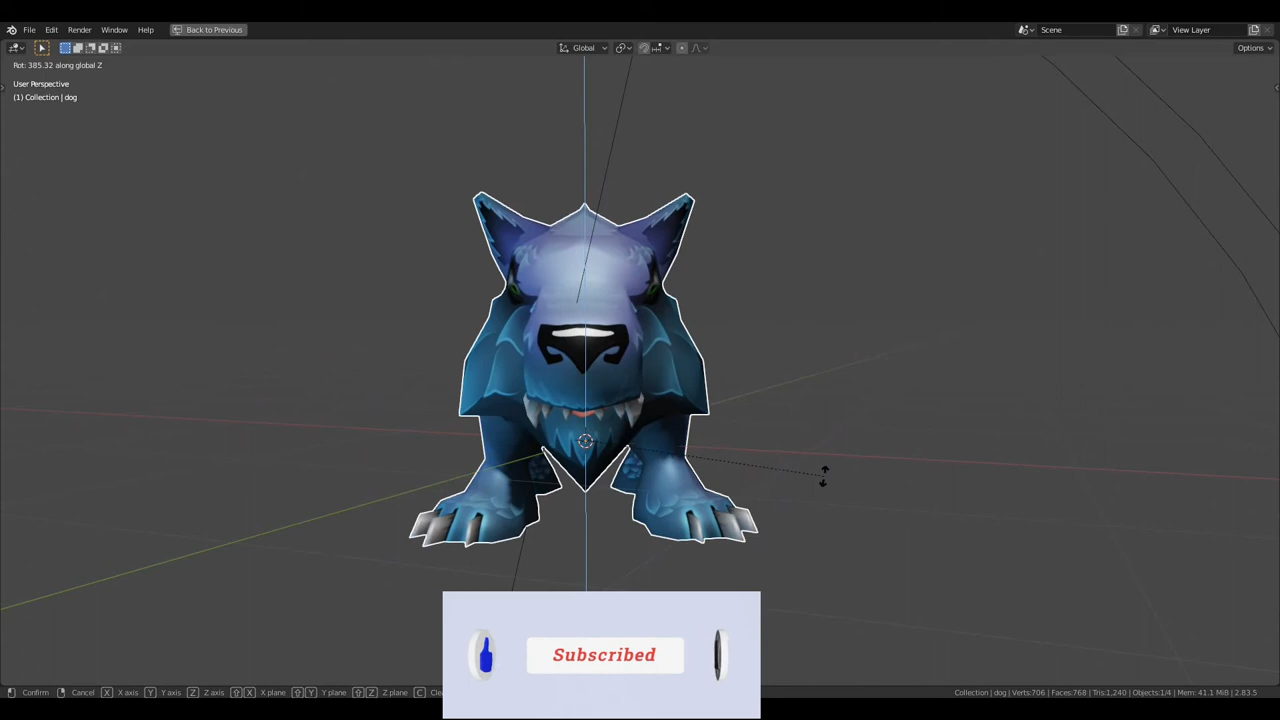 File Edit Render Window Help Back to Previous Scene View Layer
Global Options
Rot: 385.32 along global Z
User Perspective
(1) Collection | dog
Subscribed
Confirm Cancel X X axis Y Y axis Z Z axis X X plane Y Y plane Z Z plane C Cle
Collection | dog | Verts:706 | Faces:768 | Tris:1,240 | Objects:1/4 | Mem: 41.1 MiB | 2.83.5